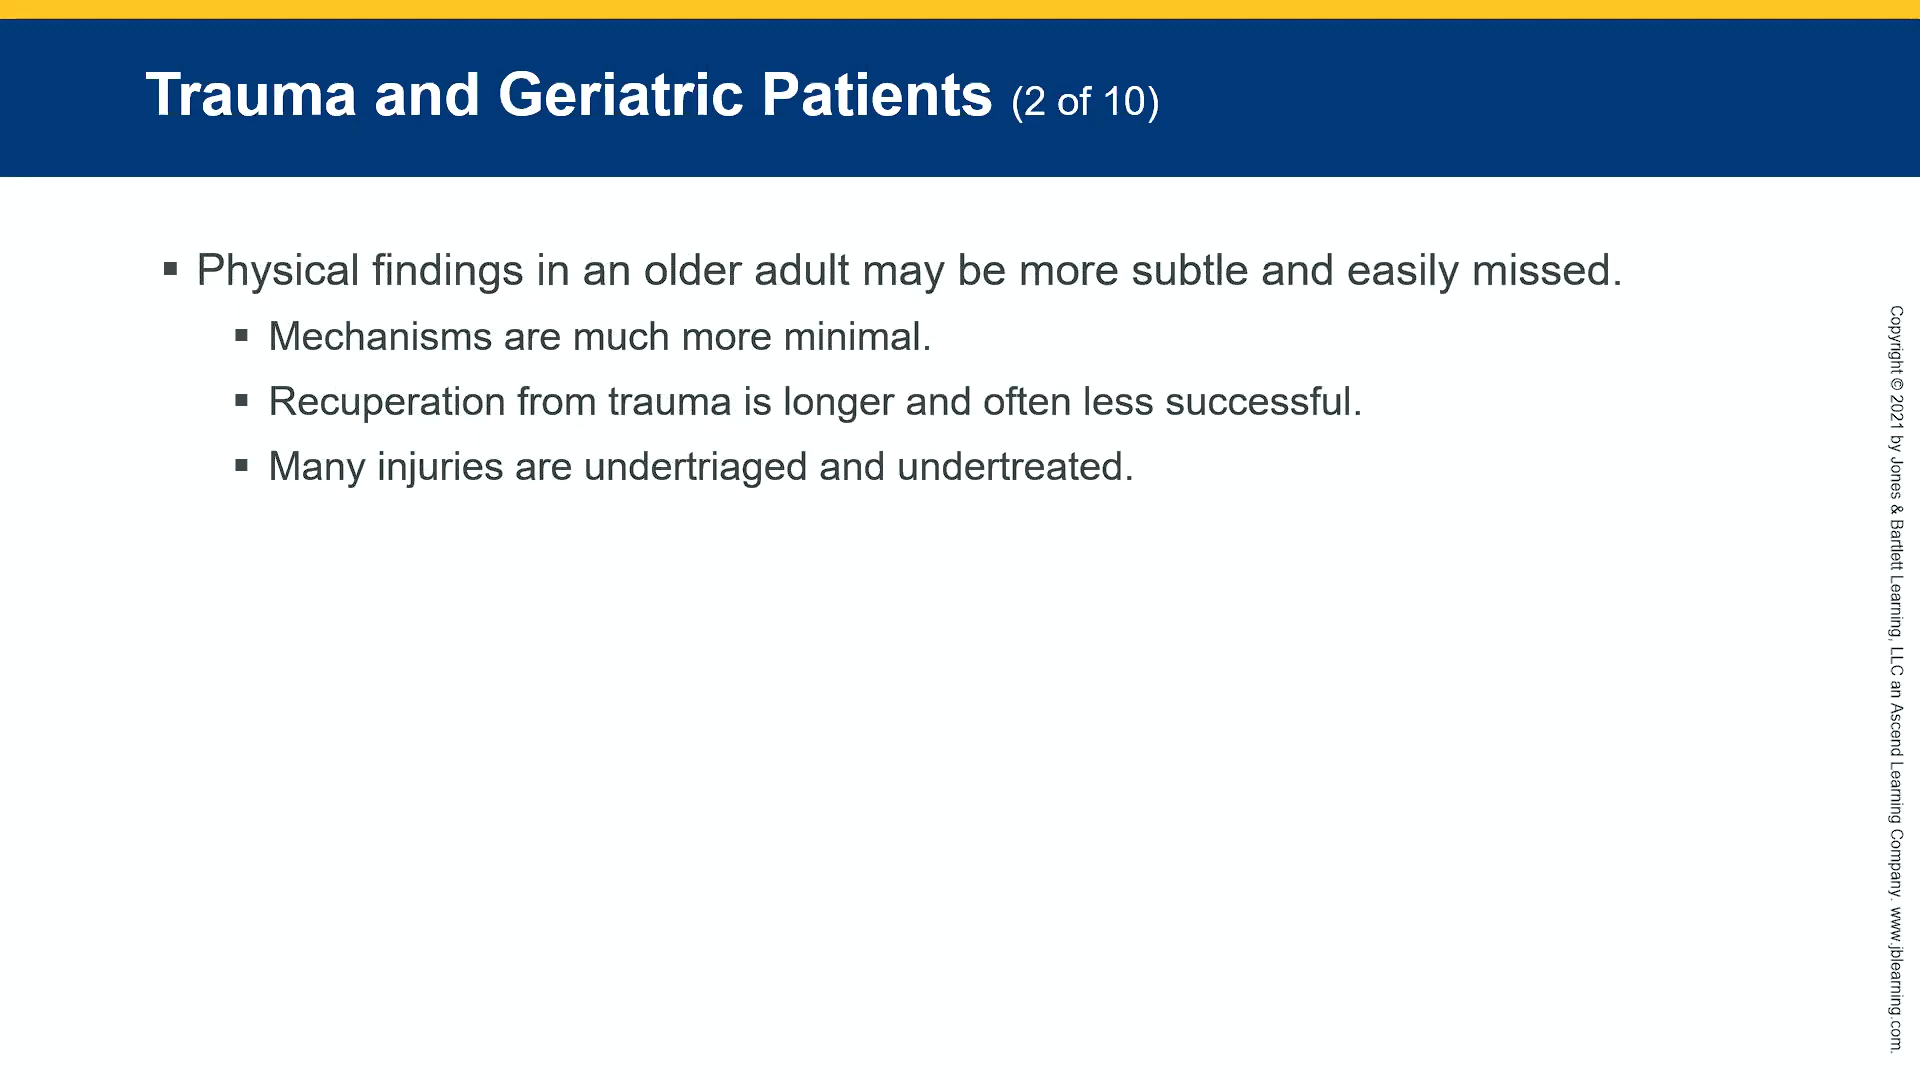 Trauma and Geriatric Patients (2 of 10)
▪ Physical findings in an older adult may be more subtle and easily missed.
▪ Mechanisms are much more minimal.
▪ Recuperation from trauma is longer and often less successful.
▪ Many injuries are undertriaged and undertreated.
Copyright © 2021 by Jones & Bartlett Learning, LLC an Ascend Learning Company. www.jblearning.com.